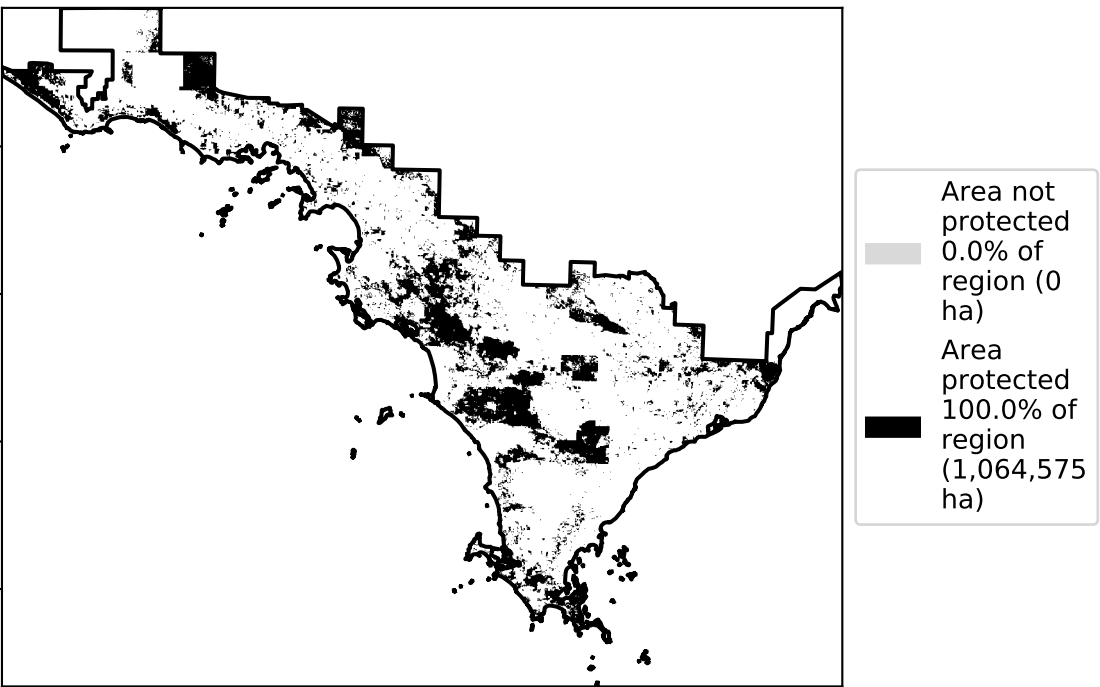 Area not
protected
0.0% of
region (0
ha)
Area
protected
100.0% of
region
(1,064,575
ha)